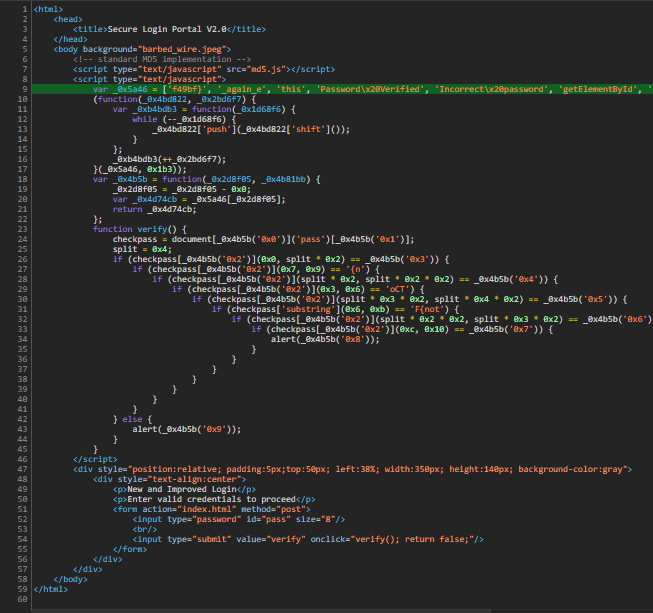 1 <html>
2 <head>
3 <title>Secure Login Portal V2.0</title>
4 </head>
5 <body background="barbed_wire.jpeg">
6 <!-- standard MD5 implementation -->
7 <script type="text/javascript" src="md5.js"></script>
8 <script type="text/javascript">
9 var _0x5a46 = ['f49bf}', '_again_e', 'this', 'Password\x20Verified', 'Incorrect\x20password', 'getElementById', '
10 (function(_0x4bd822, _0x2bd6f7) {
11 var _0xb4bdb3 = function(_0x1d68f6) {
12 while (--_0x1d68f6) {
13 _0x4bd822['push'](_0x4bd822['shift']());
14 }
15 };
16 _0xb4bdb3(++_0x2bd6f7);
17 }(_0x5a46, 0x1b3));
18 var _0x4b5b = function(_0x2d8f05, _0x4b81bb) {
19 _0x2d8f05 = _0x2d8f05 - 0x0;
20 var _0x4d74cb = _0x5a46[_0x2d8f05];
21 return _0x4d74cb;
22 };
23 function verify() {
24 checkpass = document[_0x4b5b('0x0')]('pass')[_0x4b5b('0x1')];
25 split = 0x4;
26 if (checkpass[_0x4b5b('0x2')](0x0, split * 0x2) == _0x4b5b('0x3')) {
27 if (checkpass[_0x4b5b('0x2')](0x7, 0x9) == '{n') {
28 if (checkpass[_0x4b5b('0x2')](split * 0x2, split * 0x2 * 0x2) == _0x4b5b('0x4')) {
29 if (checkpass[_0x4b5b('0x2')](0x3, 0x6) == 'oCT') {
30 if (checkpass[_0x4b5b('0x2')](split * 0x3 * 0x2, split * 0x4 * 0x2) == _0x4b5b('0x5')) {
31 if (checkpass['substring'](0x6, 0xb) == 'F{not') {
32 if (checkpass[_0x4b5b('0x2')](split * 0x2 * 0x2, split * 0x3 * 0x2) == _0x4b5b('0x6')
33 if (checkpass[_0x4b5b('0x2')](0xc, 0x10) == _0x4b5b('0x7')) {
34 alert(_0x4b5b('0x8'));
35 }
36 }
37 }
38 }
39 }
40 }
41 }
42 } else {
43 alert(_0x4b5b('0x9'));
44 }
45 }
46 </script>
47 <div style="position:relative; padding:5px;top:50px; left:38%; width:350px; height:140px; background-color:gray">
48 <div style="text-align:center">
49 <p>New and Improved Login</p>
50 <p>Enter valid credentials to proceed</p>
51 <form action="index.html" method="post">
52 <input type="password" id="pass" size="8"/>
53 <br/>
54 <input type="submit" value="verify" onclick="verify(); return false;"/>
55 </form>
56 </div>
57 </div>
58 </body>
59 </html>
60